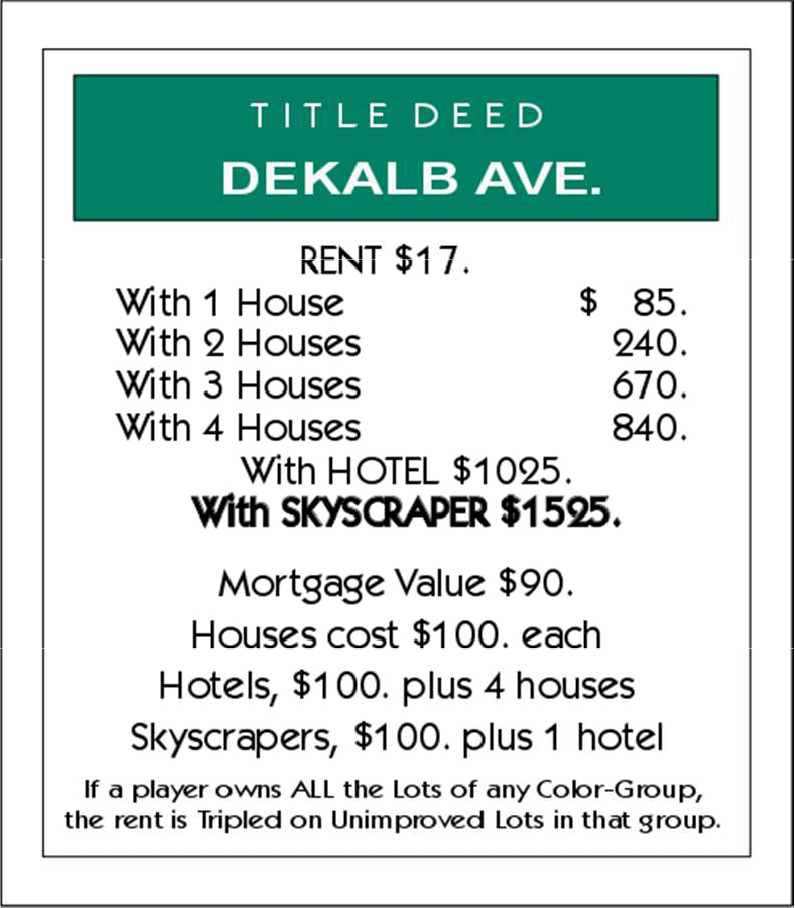 TITLE DEED
DEKALB AVE.
RENT $17.
With 1 House $ 85.
With 2 Houses 240.
With 3 Houses 670.
With 4 Houses 840.
With HOTEL $1025.
With SKYSCRAPER $1525.
Mortgage Value $90.
Houses cost $100. each
Hotels, $100. plus 4 houses
Skyscrapers, $100. plus 1 hotel
If a player owns ALL the Lots of any Color-Group,
the rent is Tripled on Unimproved Lots in that group.